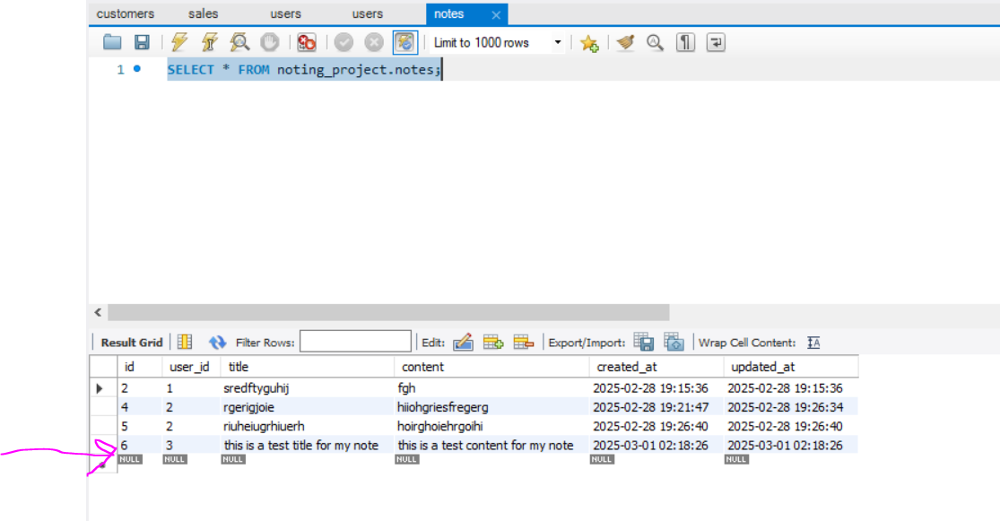 customers sales users users notes
Limit to 1000 rows
1 SELECT * FROM noting_project.notes;
Result Grid Filter Rows: Edit: Export/Import: Wrap Cell Content:
id user_id title content created_at updated_at
2 1 sredftyguhij fgh 2025-02-28 19:15:36 2025-02-28 19:15:36
4 2 rgerigjoie hiiohgriesfregerg 2025-02-28 19:21:47 2025-02-28 19:26:34
5 2 riuheiugrhiuerh hoirghoiehrgoihi 2025-02-28 19:26:40 2025-02-28 19:26:40
6 3 this is a test title for my note this is a test content for my note 2025-03-01 02:18:26 2025-03-01 02:18:26
NULL NULL NULL NULL NULL NULL